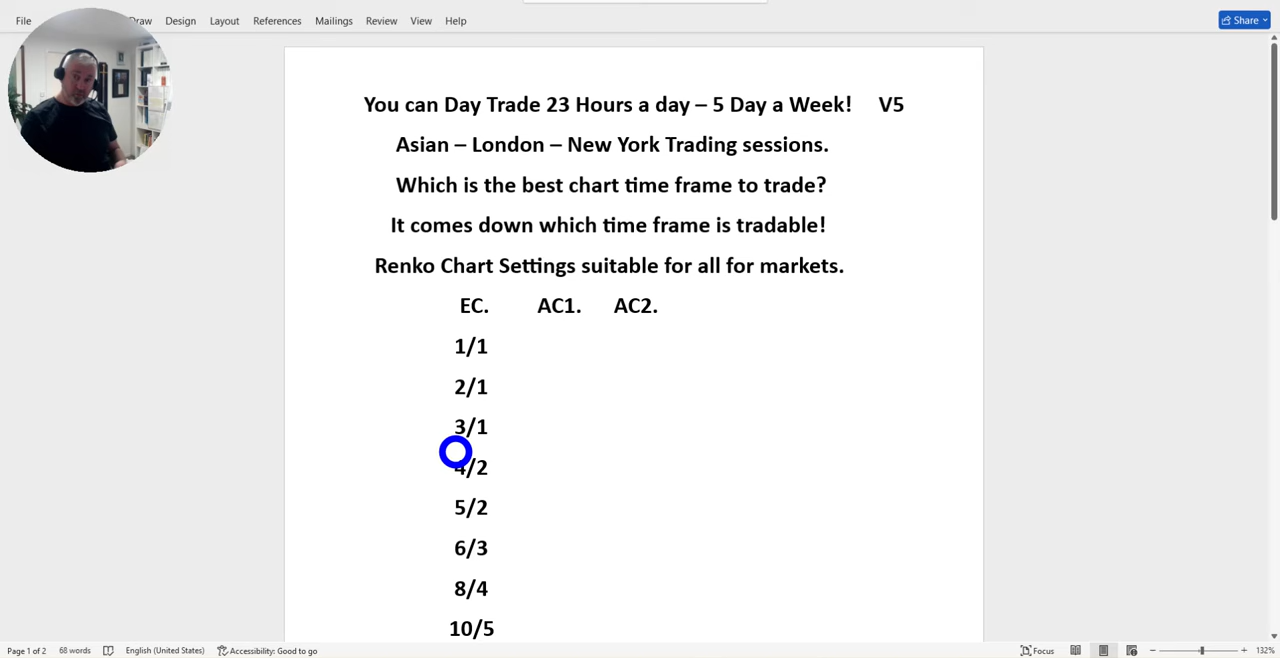 File Draw Design Layout References Mailings Review View Help Share
You can Day Trade 23 Hours a day – 5 Day a Week! V5
Asian – London – New York Trading sessions.
Which is the best chart time frame to trade?
It comes down which time frame is tradable!
Renko Chart Settings suitable for all for markets.
EC. AC1. AC2.
1/1
2/1
3/1
4/2
5/2
6/3
8/4
10/5
Page 1 of 2 68 words English (United States) Accessibility: Good to go Focus 132%